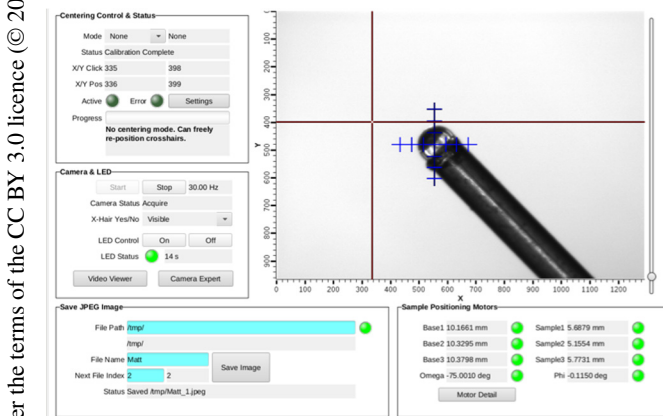 er the terms of the CC BY 3.0 licence (© 20
Centering Control & Status
Mode None None
Status Calibration Complete
X/Y Click 335 398
X/Y Pos 336 399
Active Error Settings
Progress
No centering mode. Can freely
re-position crosshairs.
Camera & LED
Start Stop 30.00 Hz
Camera Status Acquire
X-Hair Yes/No Visible
LED Control On Off
LED Status 14 s
Video Viewer Camera Expert
Y
0
100
200
300
400
500
600
700
800
900
0 100 200 300 400 500 600 700 800 900 1000 1100 1200
X
Save JPEG Image
File Path /tmp/
/tmp/
File Name Matt
Next File Index 2 2
Save Image
Status Saved /tmp/Matt_1.jpeg
Sample Positioning Motors
Base1 10.1661 mm Sample1 5.6879 mm
Base2 10.3295 mm Sample2 5.1554 mm
Base3 10.3798 mm Sample3 5.7731 mm
Omega -75.0010 deg Phi -0.1150 deg
Motor Detail